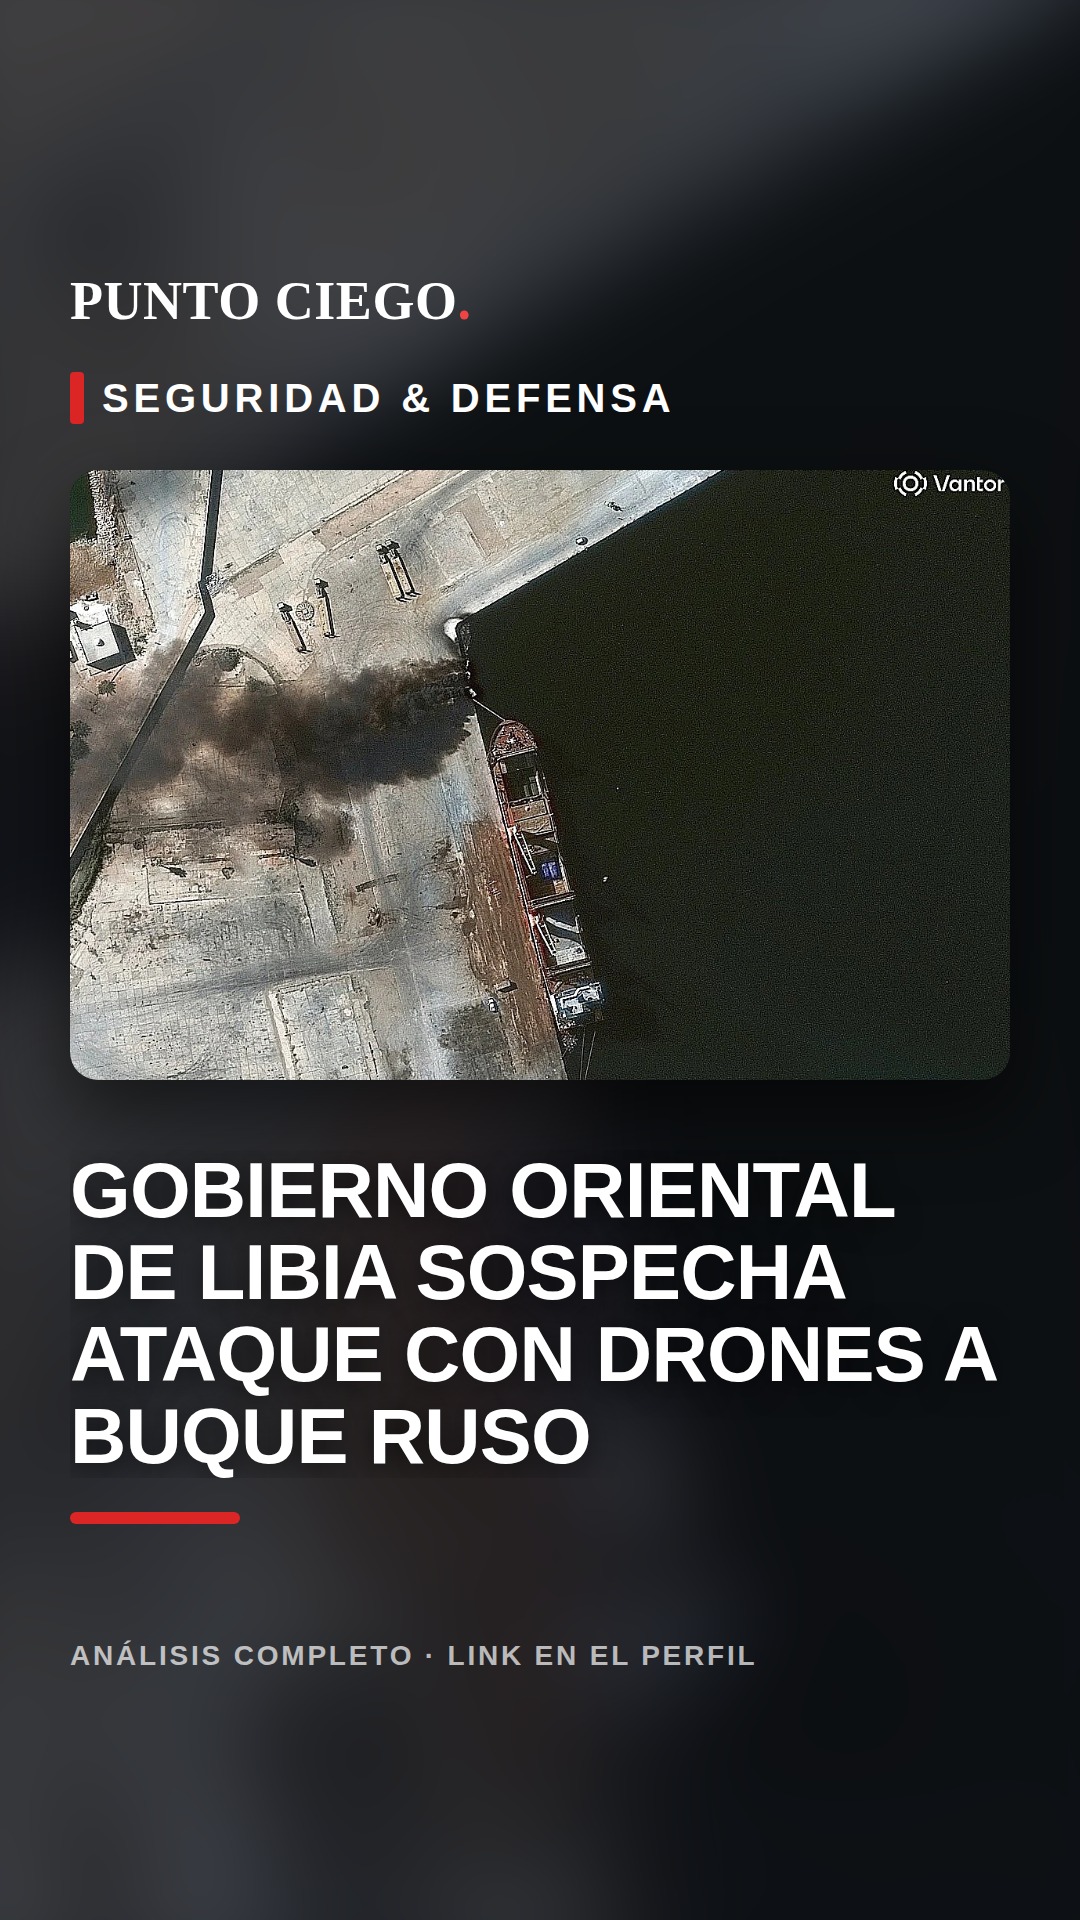 PUNTO CIEGO.
SEGURIDAD & DEFENSA
Vantor
GOBIERNO ORIENTAL
DE LIBIA SOSPECHA
ATAQUE CON DRONES A
BUQUE RUSO
ANÁLISIS COMPLETO · LINK EN EL PERFIL